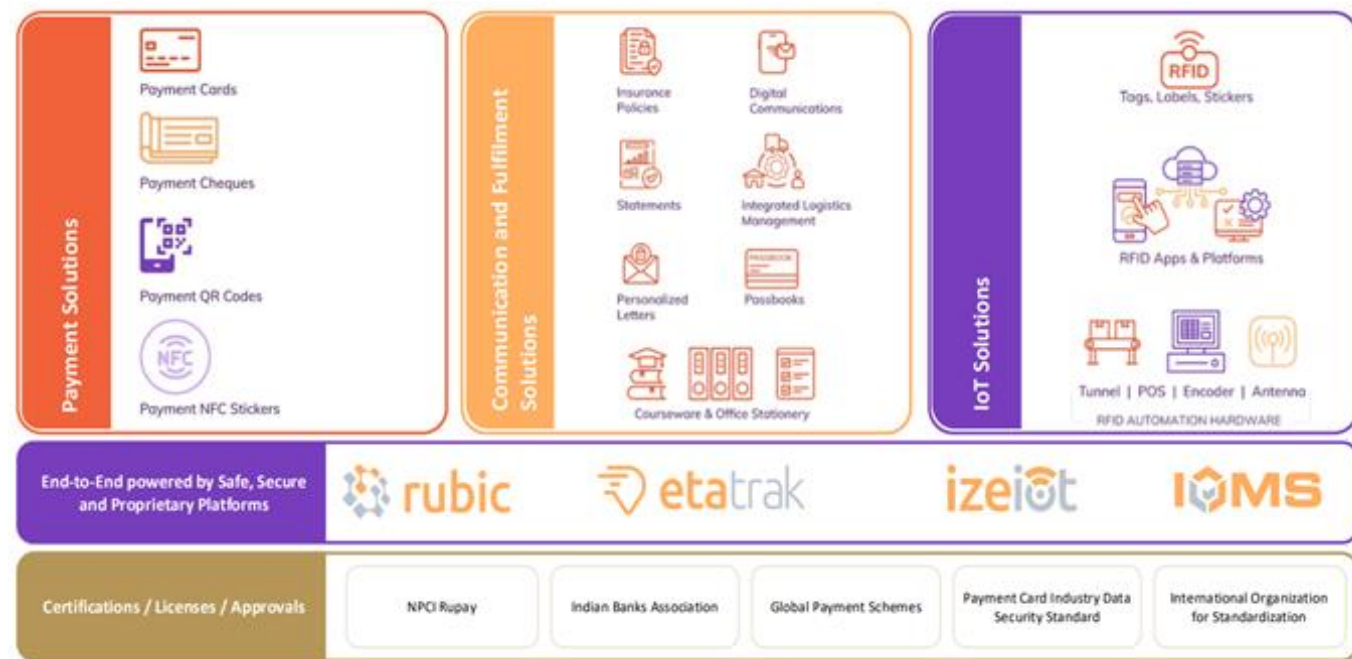 Payment Solutions
Payment Cards
Payment Cheques
Payment QR Codes
NFC
Payment NFC Stickers
Communication and Fulfilment
Solutions
Insurance
Policies
Digital
Communications
QR
Statements
Integrated Logistics
Management
Personalized
Letters
PASSBOOK
Passbooks
Courseware & Office Stationery
IoT Solutions
RFID
Tags, Labels, Stickers
RFID Apps & Platforms
Tunnel | POS | Encoder | Antenna
RFID AUTOMATION HARDWARE
End-to-End powered by Safe, Secure
and Proprietary Platforms
rubic
etatrak
izeiot
IOMS
Certifications / Licenses / Approvals
NPCI Rupay
Indian Banks Association
Global Payment Schemes
Payment Card Industry Data
Security Standard
International Organization
for Standardization